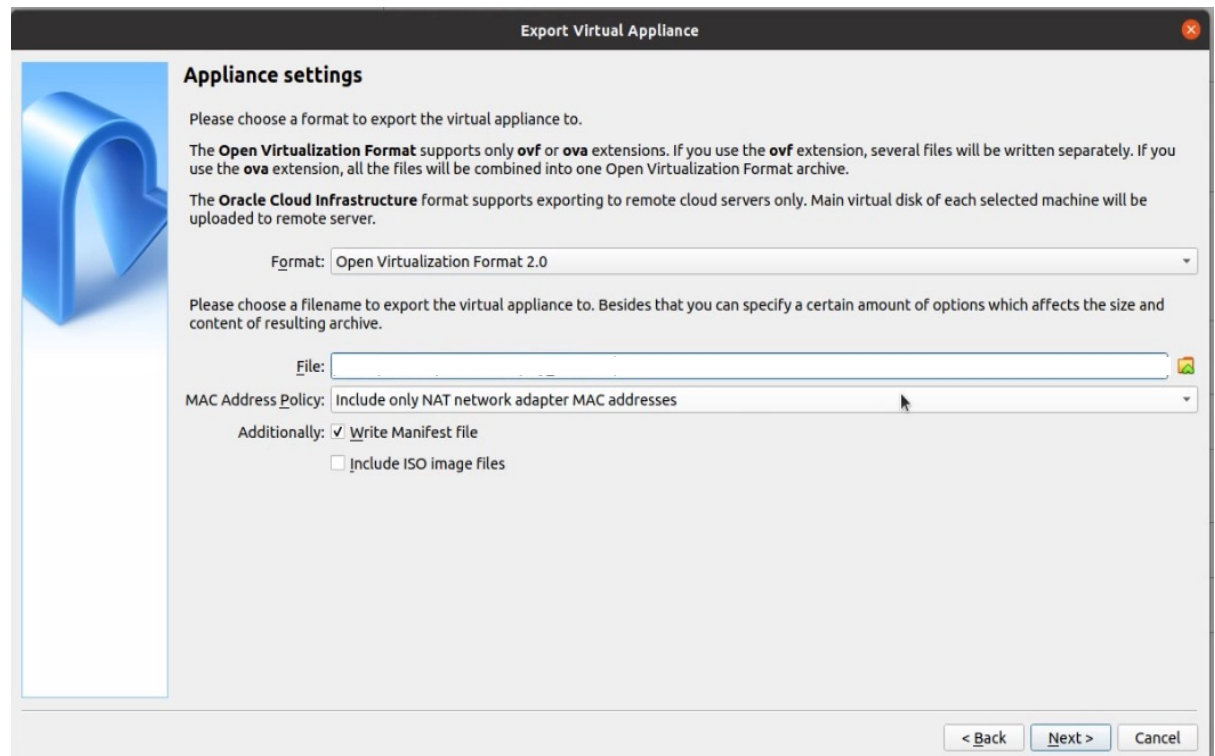 Export Virtual Appliance
Appliance settings
Please choose a format to export the virtual appliance to.
The Open Virtualization Format supports only ovf or ova extensions. If you use the ovf extension, several files will be written separately. If you
use the ova extension, all the files will be combined into one Open Virtualization Format archive.
The Oracle Cloud Infrastructure format supports exporting to remote cloud servers only. Main virtual disk of each selected machine will be
uploaded to remote server.
Format: Open Virtualization Format 2.0
Please choose a filename to export the virtual appliance to. Besides that you can specify a certain amount of options which affects the size and
content of resulting archive.
File:
MAC Address Policy: Include only NAT network adapter MAC addresses
Additionally: Write Manifest file
Include ISO image files
< Back Next > Cancel